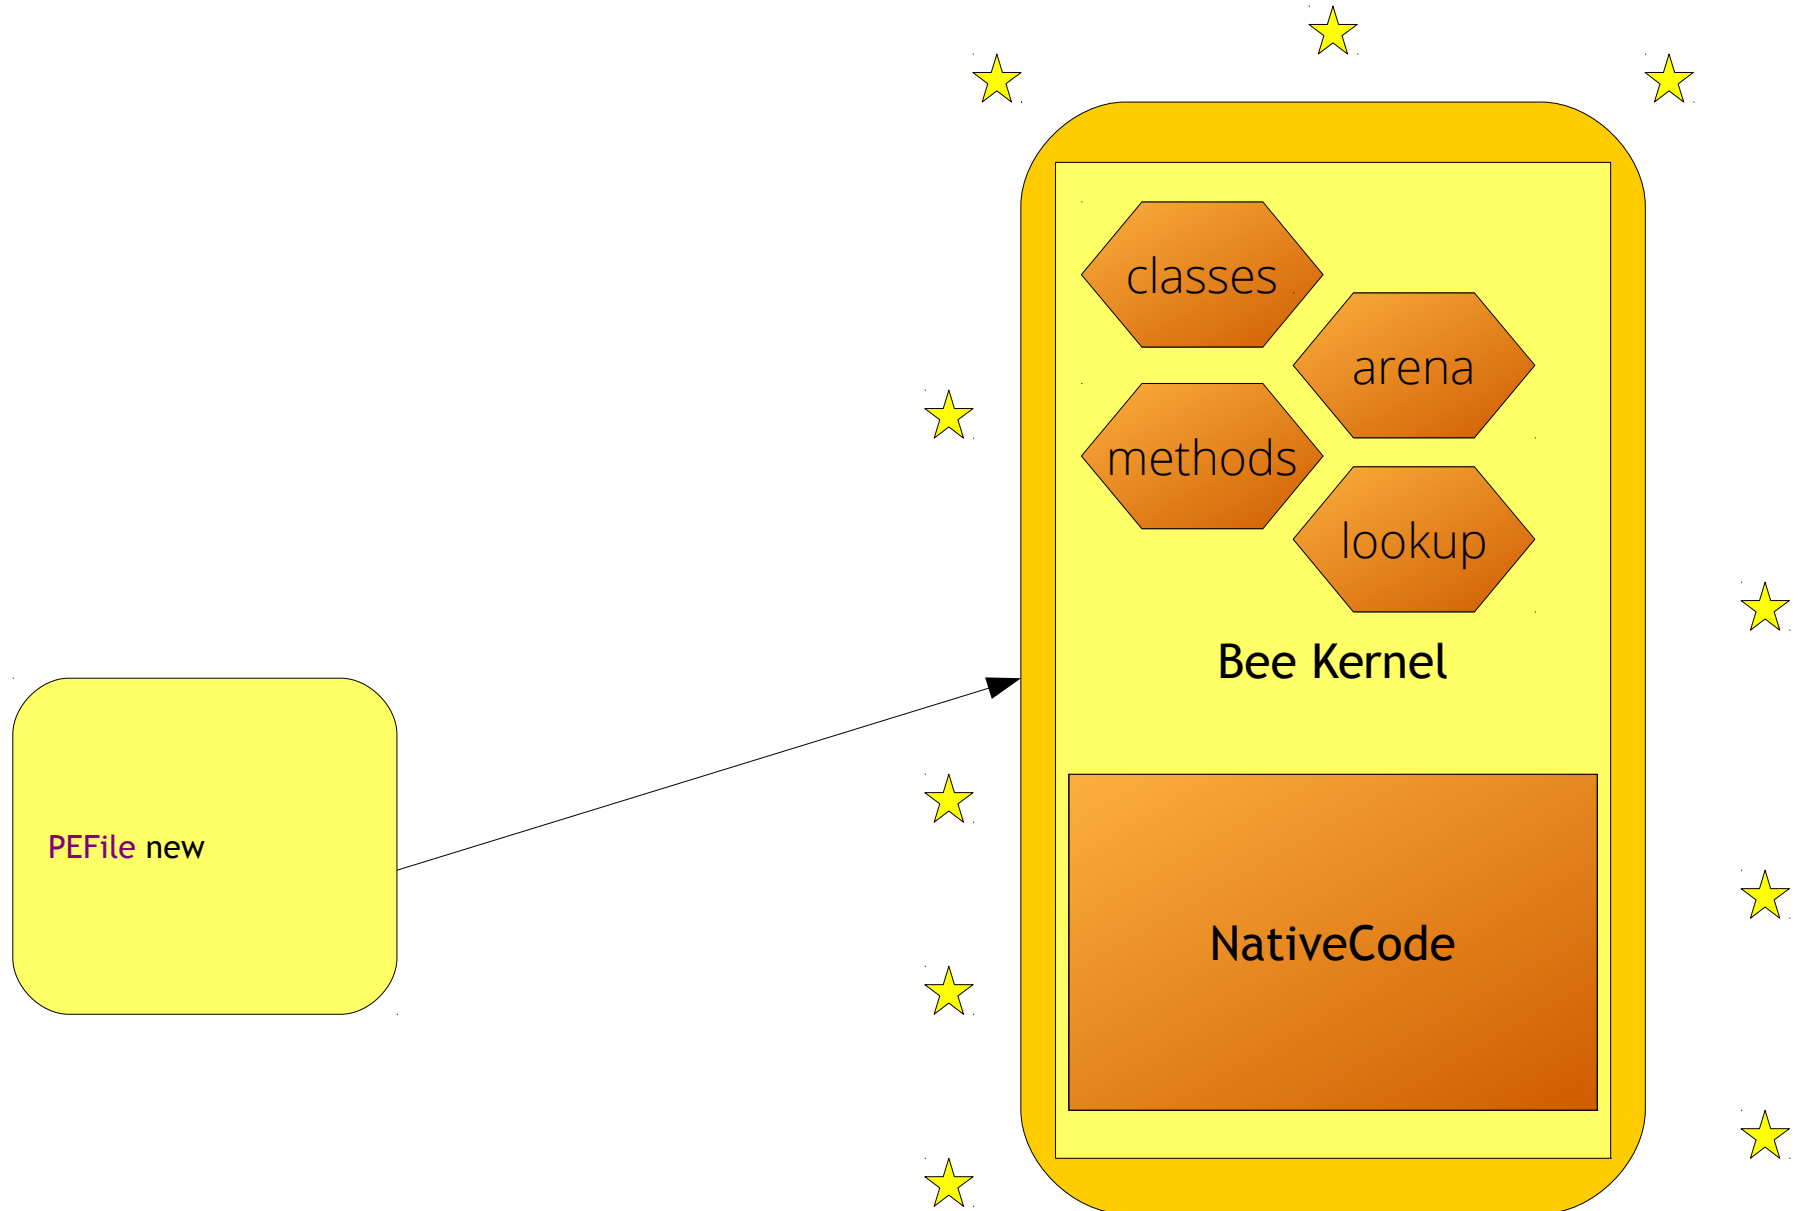 classes
arena
methods
lookup
Bee Kernel
PEFile new
NativeCode